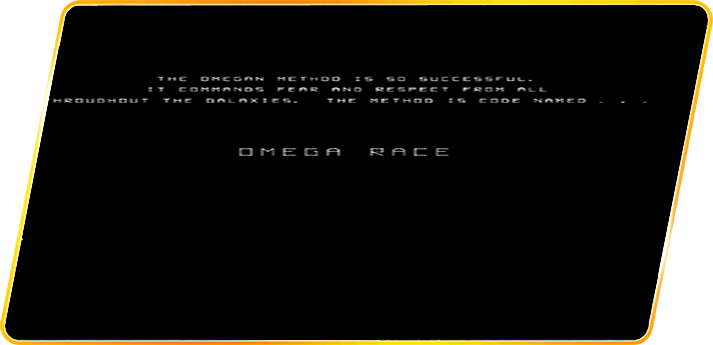 THE OMEGAN METHOD IS SO SUCCESSFUL.
IT COMMANDS FEAR AND RESPECT FROM ALL
HROUGHOUT THE GALAXIES. THE METHOD IS CODE NAMED . . .
OMEGA RACE